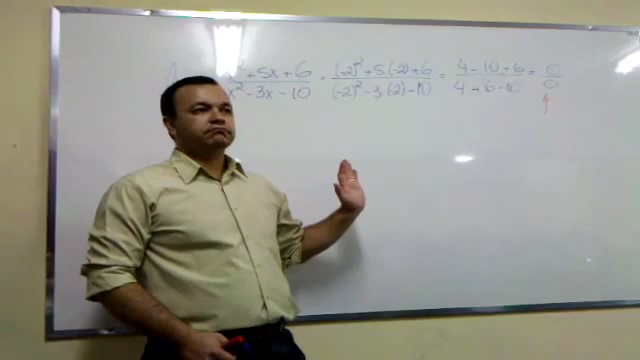 x² + 5x + 6 / x² - 3x - 10 = (-2)² + 5(-2) + 6 / (-2)² - 3·(-2) - 10 = 4 - 10 + 6 / 4 + 6 - 10 = 0 / 0